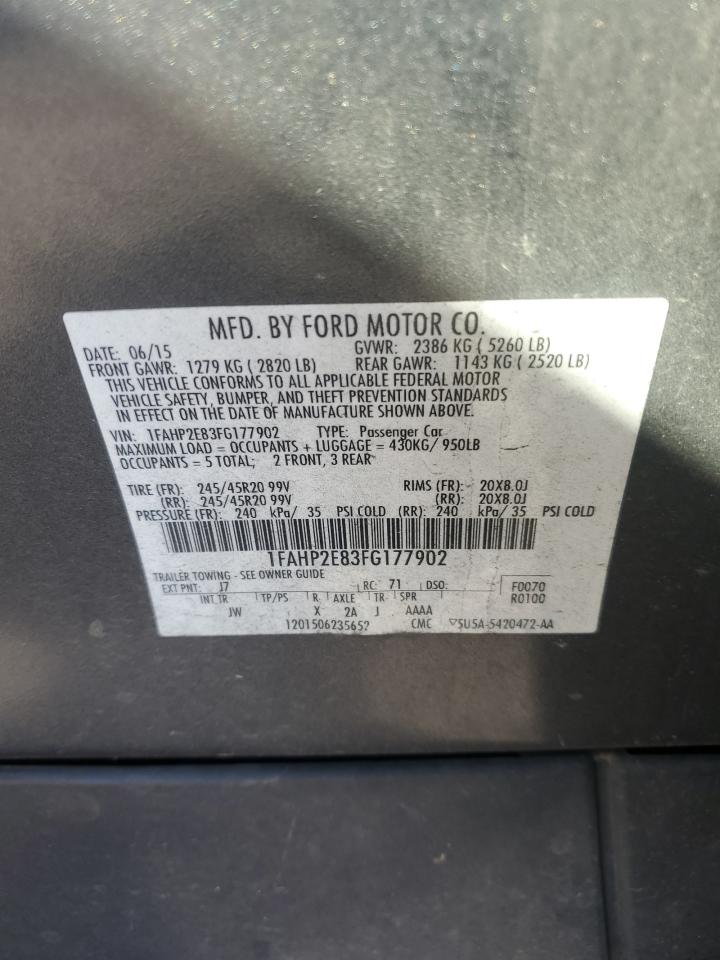 MFD. BY FORD MOTOR CO.
DATE: 06/15 GVWR: 2386 KG ( 5260 LB)
FRONT GAWR: 1279 KG ( 2820 LB) REAR GAWR: 1143 KG ( 2520 LB)
THIS VEHICLE CONFORMS TO ALL APPLICABLE FEDERAL MOTOR
VEHICLE SAFETY, BUMPER, AND THEFT PREVENTION STANDARDS
IN EFFECT ON THE DATE OF MANUFACTURE SHOWN ABOVE.
VIN: 1FAHP2E83FG177902 TYPE: Passenger Car
MAXIMUM LOAD = OCCUPANTS + LUGGAGE = 430KG/ 950LB
OCCUPANTS = 5 TOTAL; 2 FRONT, 3 REAR
TIRE (FR): 245/45R20 99V RIMS (FR): 20X8.0J
(RR): 245/45R20 99V (RR): 20X8.0J
PRESSURE (FR): 240 kPa/ 35 PSI COLD (RR): 240 kPa/ 35 PSI COLD
1FAHP2E83FG177902
TRAILER TOWING - SEE OWNER GUIDE
EXT PNT: J7 RC: 71 DSO: F0070
INT TR TP/PS R AXLE TR SPR R0100
JW X 2A J AAAA
1201506235652 CMC ▽5U5A-5420472-AA